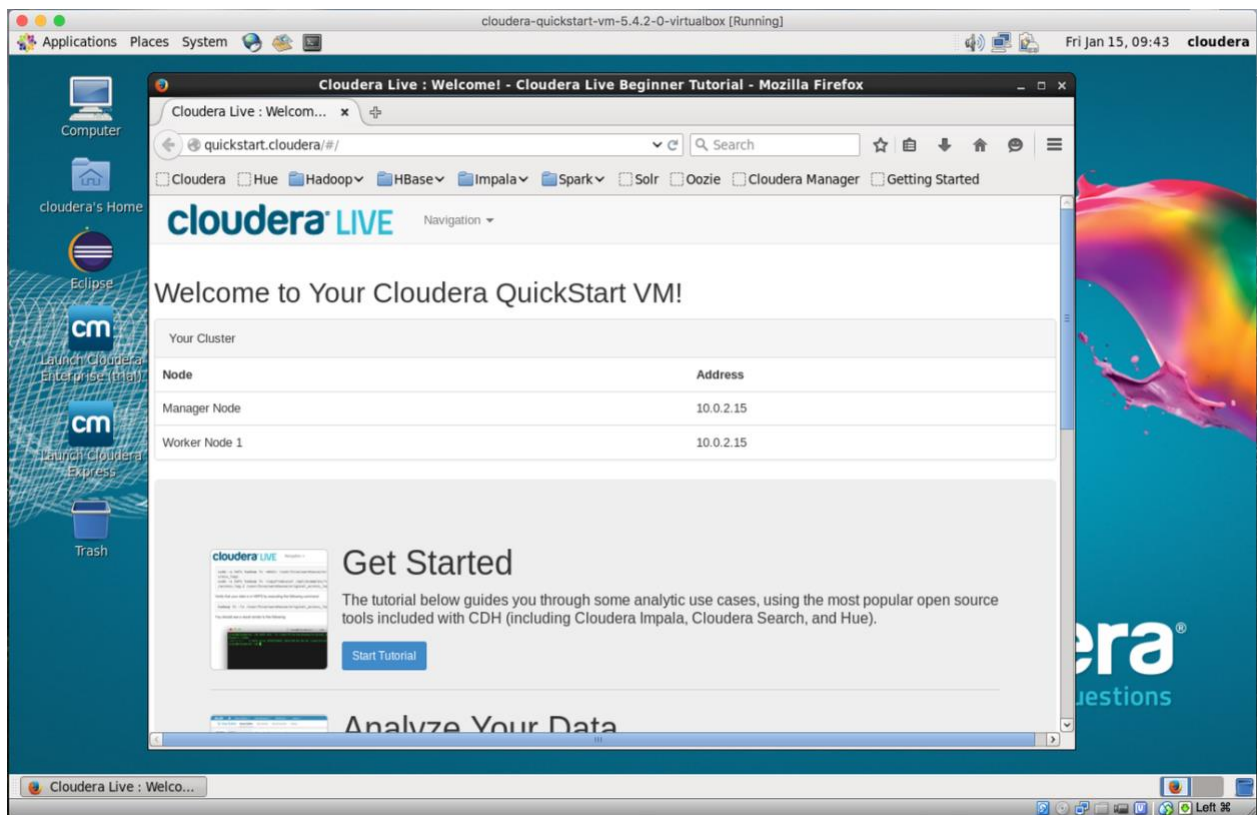 cloudera-quickstart-vm-5.4.2-0-virtualbox [Running]
Applications Places System Fri Jan 15, 09:43 cloudera
Cloudera Live : Welcome! - Cloudera Live Beginner Tutorial - Mozilla Firefox
Cloudera Live : Welcom...
quickstart.cloudera/#/ Search
Cloudera Hue Hadoop HBase Impala Spark Solr Oozie Cloudera Manager Getting Started
Computer
cloudera's Home
Eclipse
cm
Launch Cloudera
Enterprise (trial)
cm
Launch Cloudera
Express
Trash
cloudera LIVE Navigation
Welcome to Your Cloudera QuickStart VM!
Your Cluster
Node Address
Manager Node 10.0.2.15
Worker Node 1 10.0.2.15
cloudera LIVE
Get Started
The tutorial below guides you through some analytic use cases, using the most popular open source
tools included with CDH (including Cloudera Impala, Cloudera Search, and Hue).
Start Tutorial
Analyze Your Data
era®
uestions
Cloudera Live : Welco...
Left ⌘